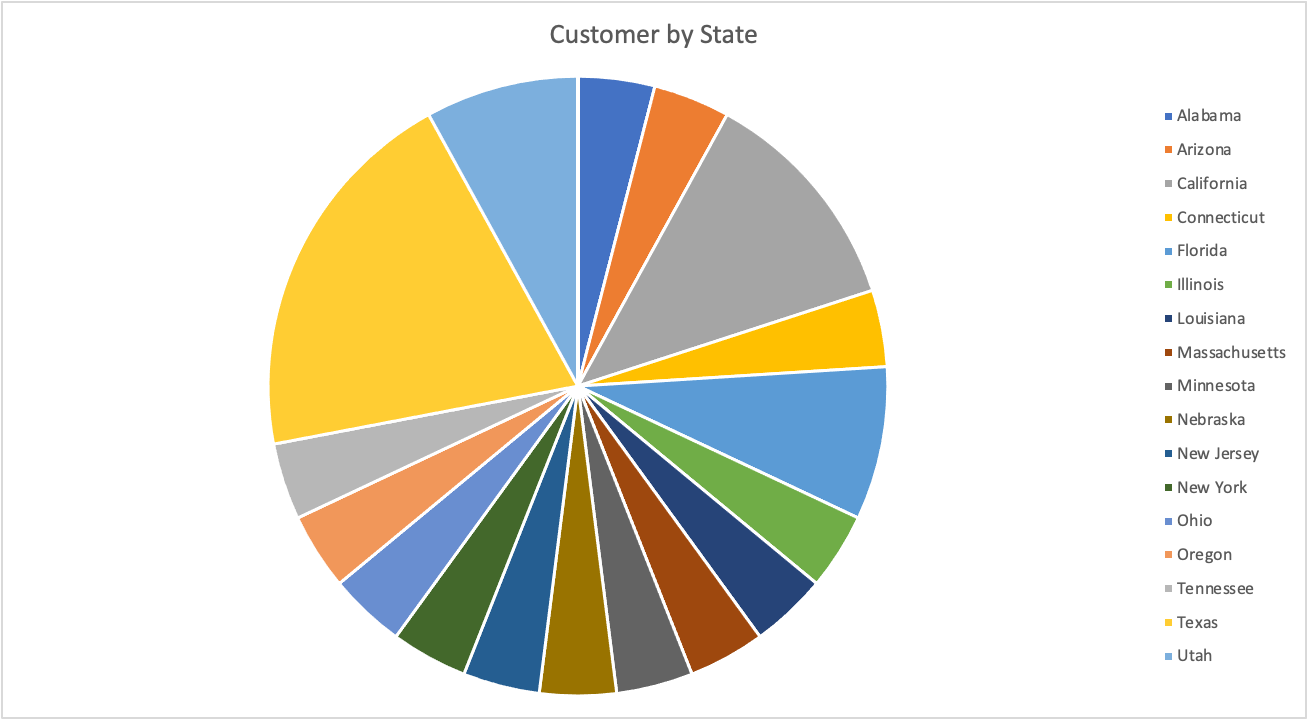 Customer by State
Alabama
Arizona
California
Connecticut
Florida
Illinois
Louisiana
Massachusetts
Minnesota
Nebraska
New Jersey
New York
Ohio
Oregon
Tennessee
Texas
Utah